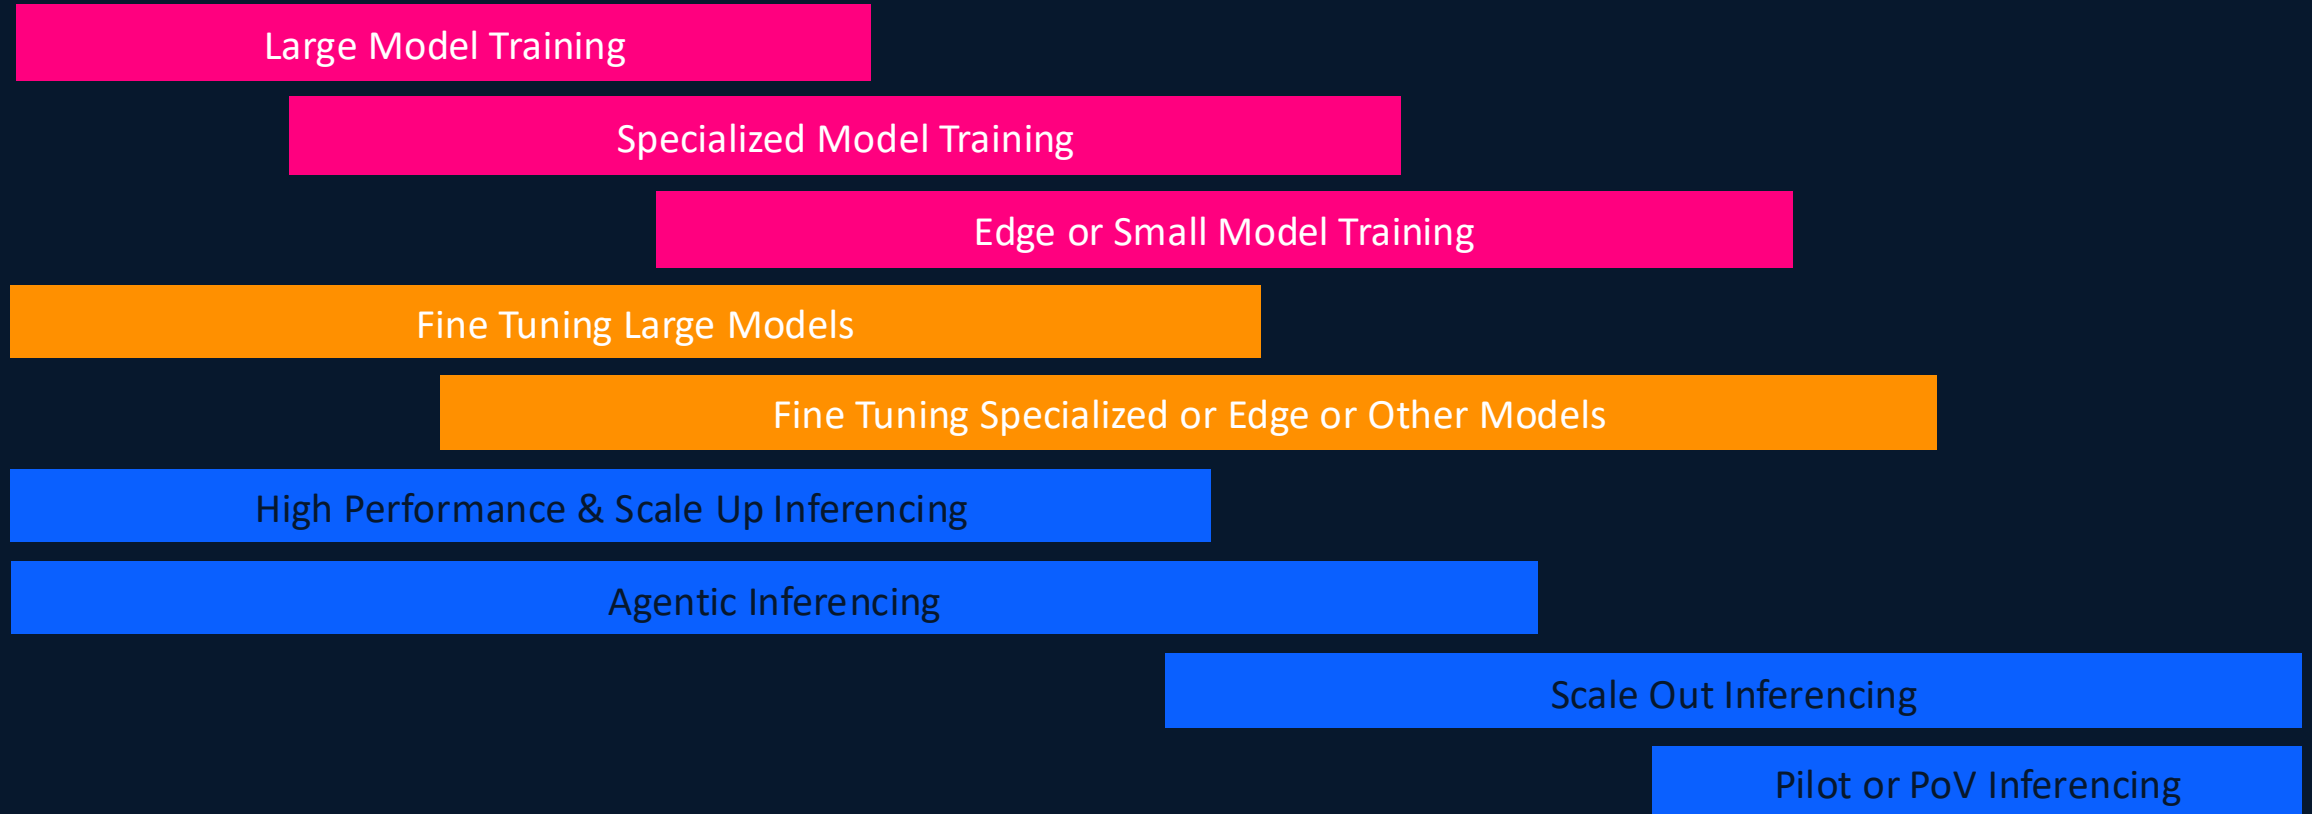 Large Model Training
Specialized Model Training
Edge or Small Model Training
Fine Tuning Large Models
Fine Tuning Specialized or Edge or Other Models
High Performance & Scale Up Inferencing
Agentic Inferencing
Scale Out Inferencing
Pilot or PoV Inferencing